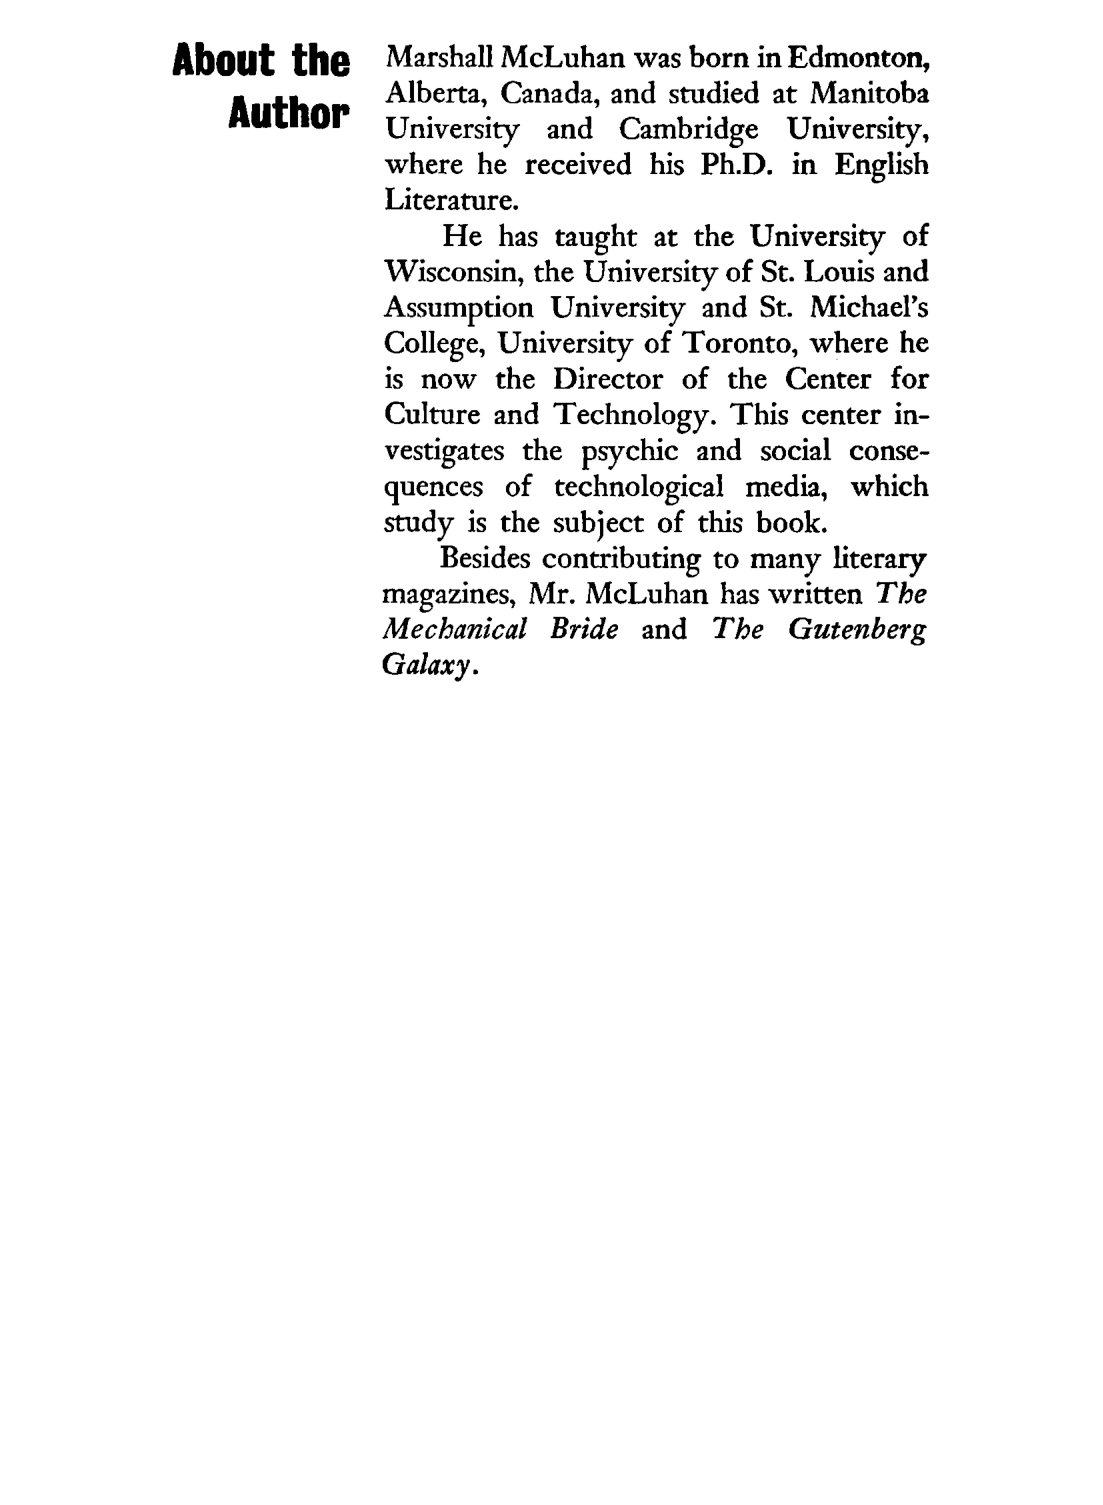 About the
Author
Marshall McLuhan was born in Edmonton,
Alberta, Canada, and studied at Manitoba
University and Cambridge University,
where he received his Ph.D. in English
Literature.
He has taught at the University of
Wisconsin, the University of St. Louis and
Assumption University and St. Michael's
College, University of Toronto, where he
is now the Director of the Center for
Culture and Technology. This center in-
vestigates the psychic and social conse-
quences of technological media, which
study is the subject of this book.
Besides contributing to many literary
magazines, Mr. McLuhan has written The
Mechanical Bride and The Gutenberg
Galaxy.